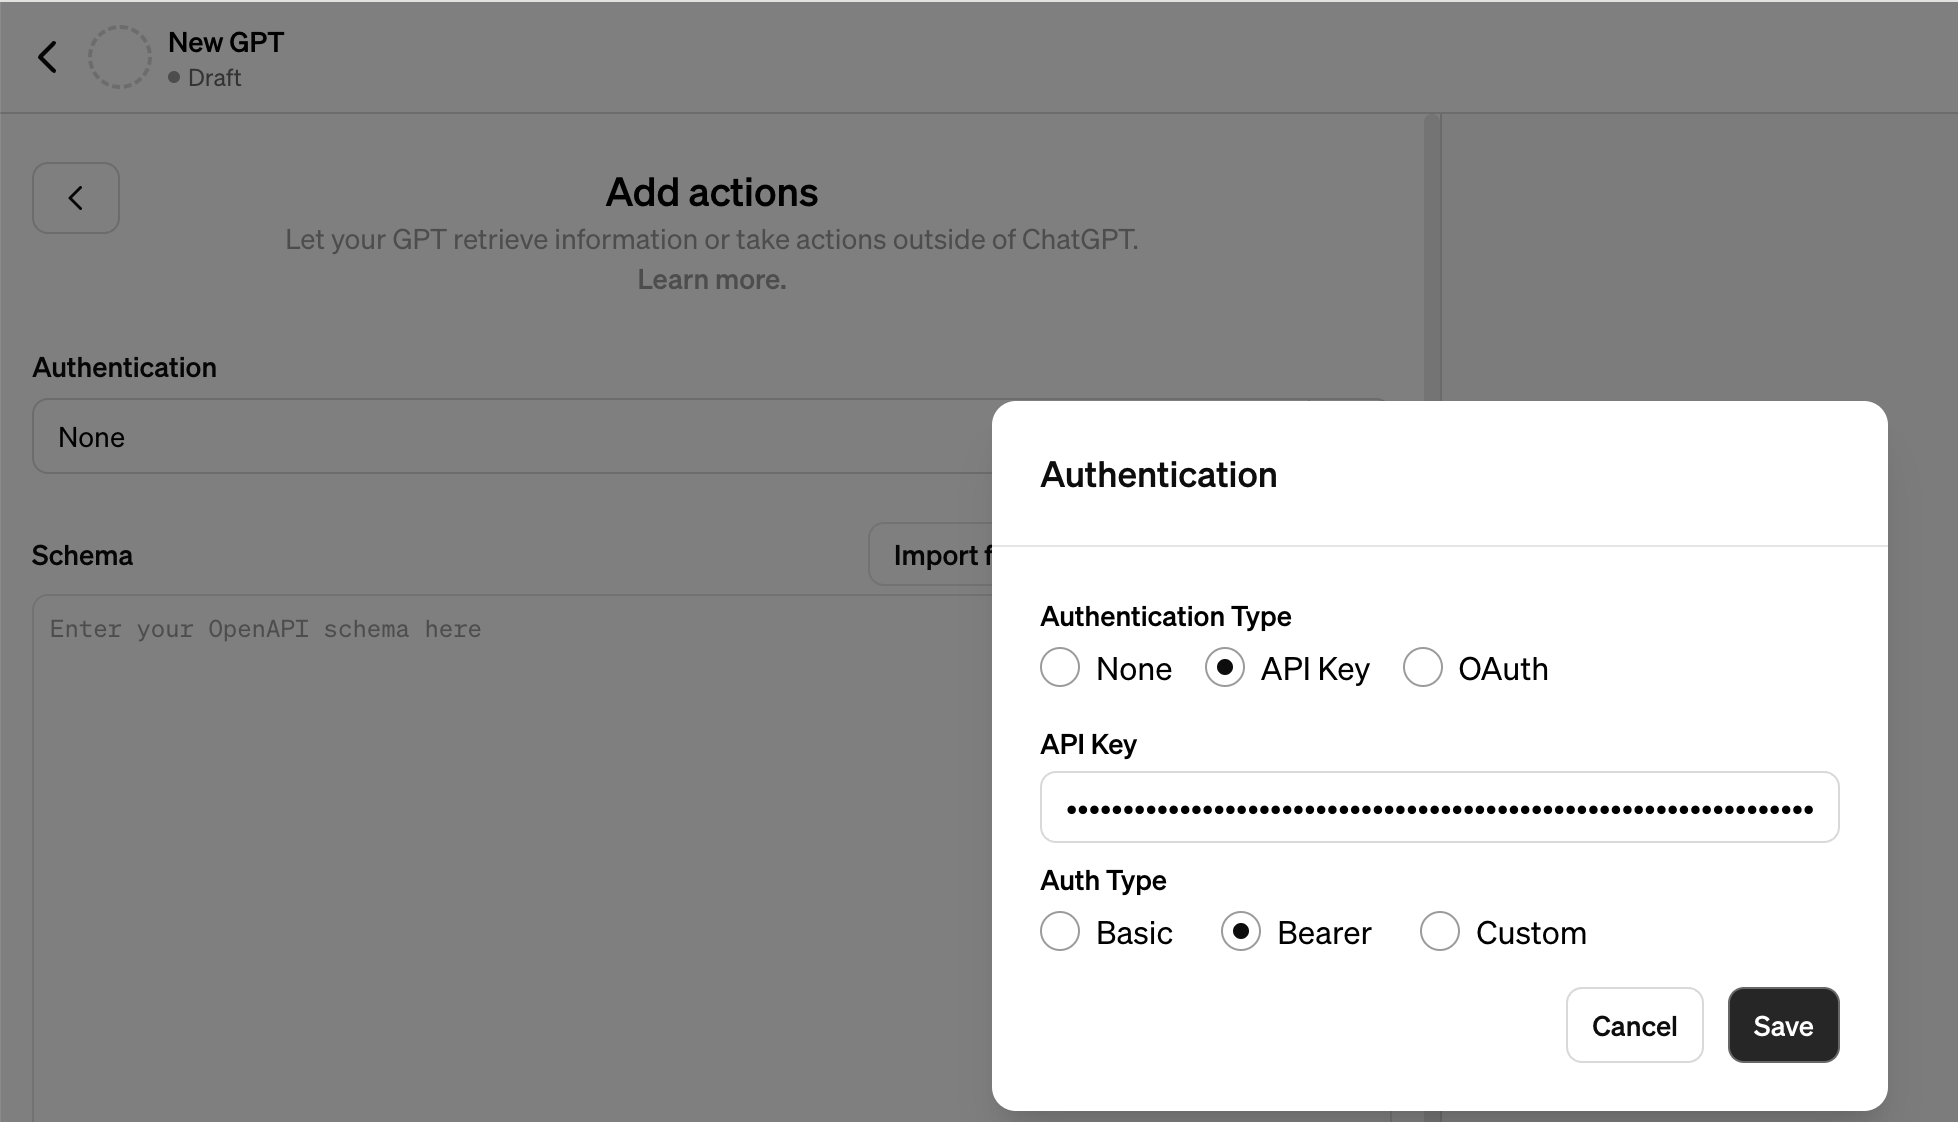 New GPT
Draft
Add actions
Let your GPT retrieve information or take actions outside of ChatGPT.
Learn more.
Authentication
None
Schema
Import f
Enter your OpenAPI schema here
Authentication
Authentication Type
None API Key OAuth
API Key
Auth Type
Basic Bearer Custom
Cancel Save